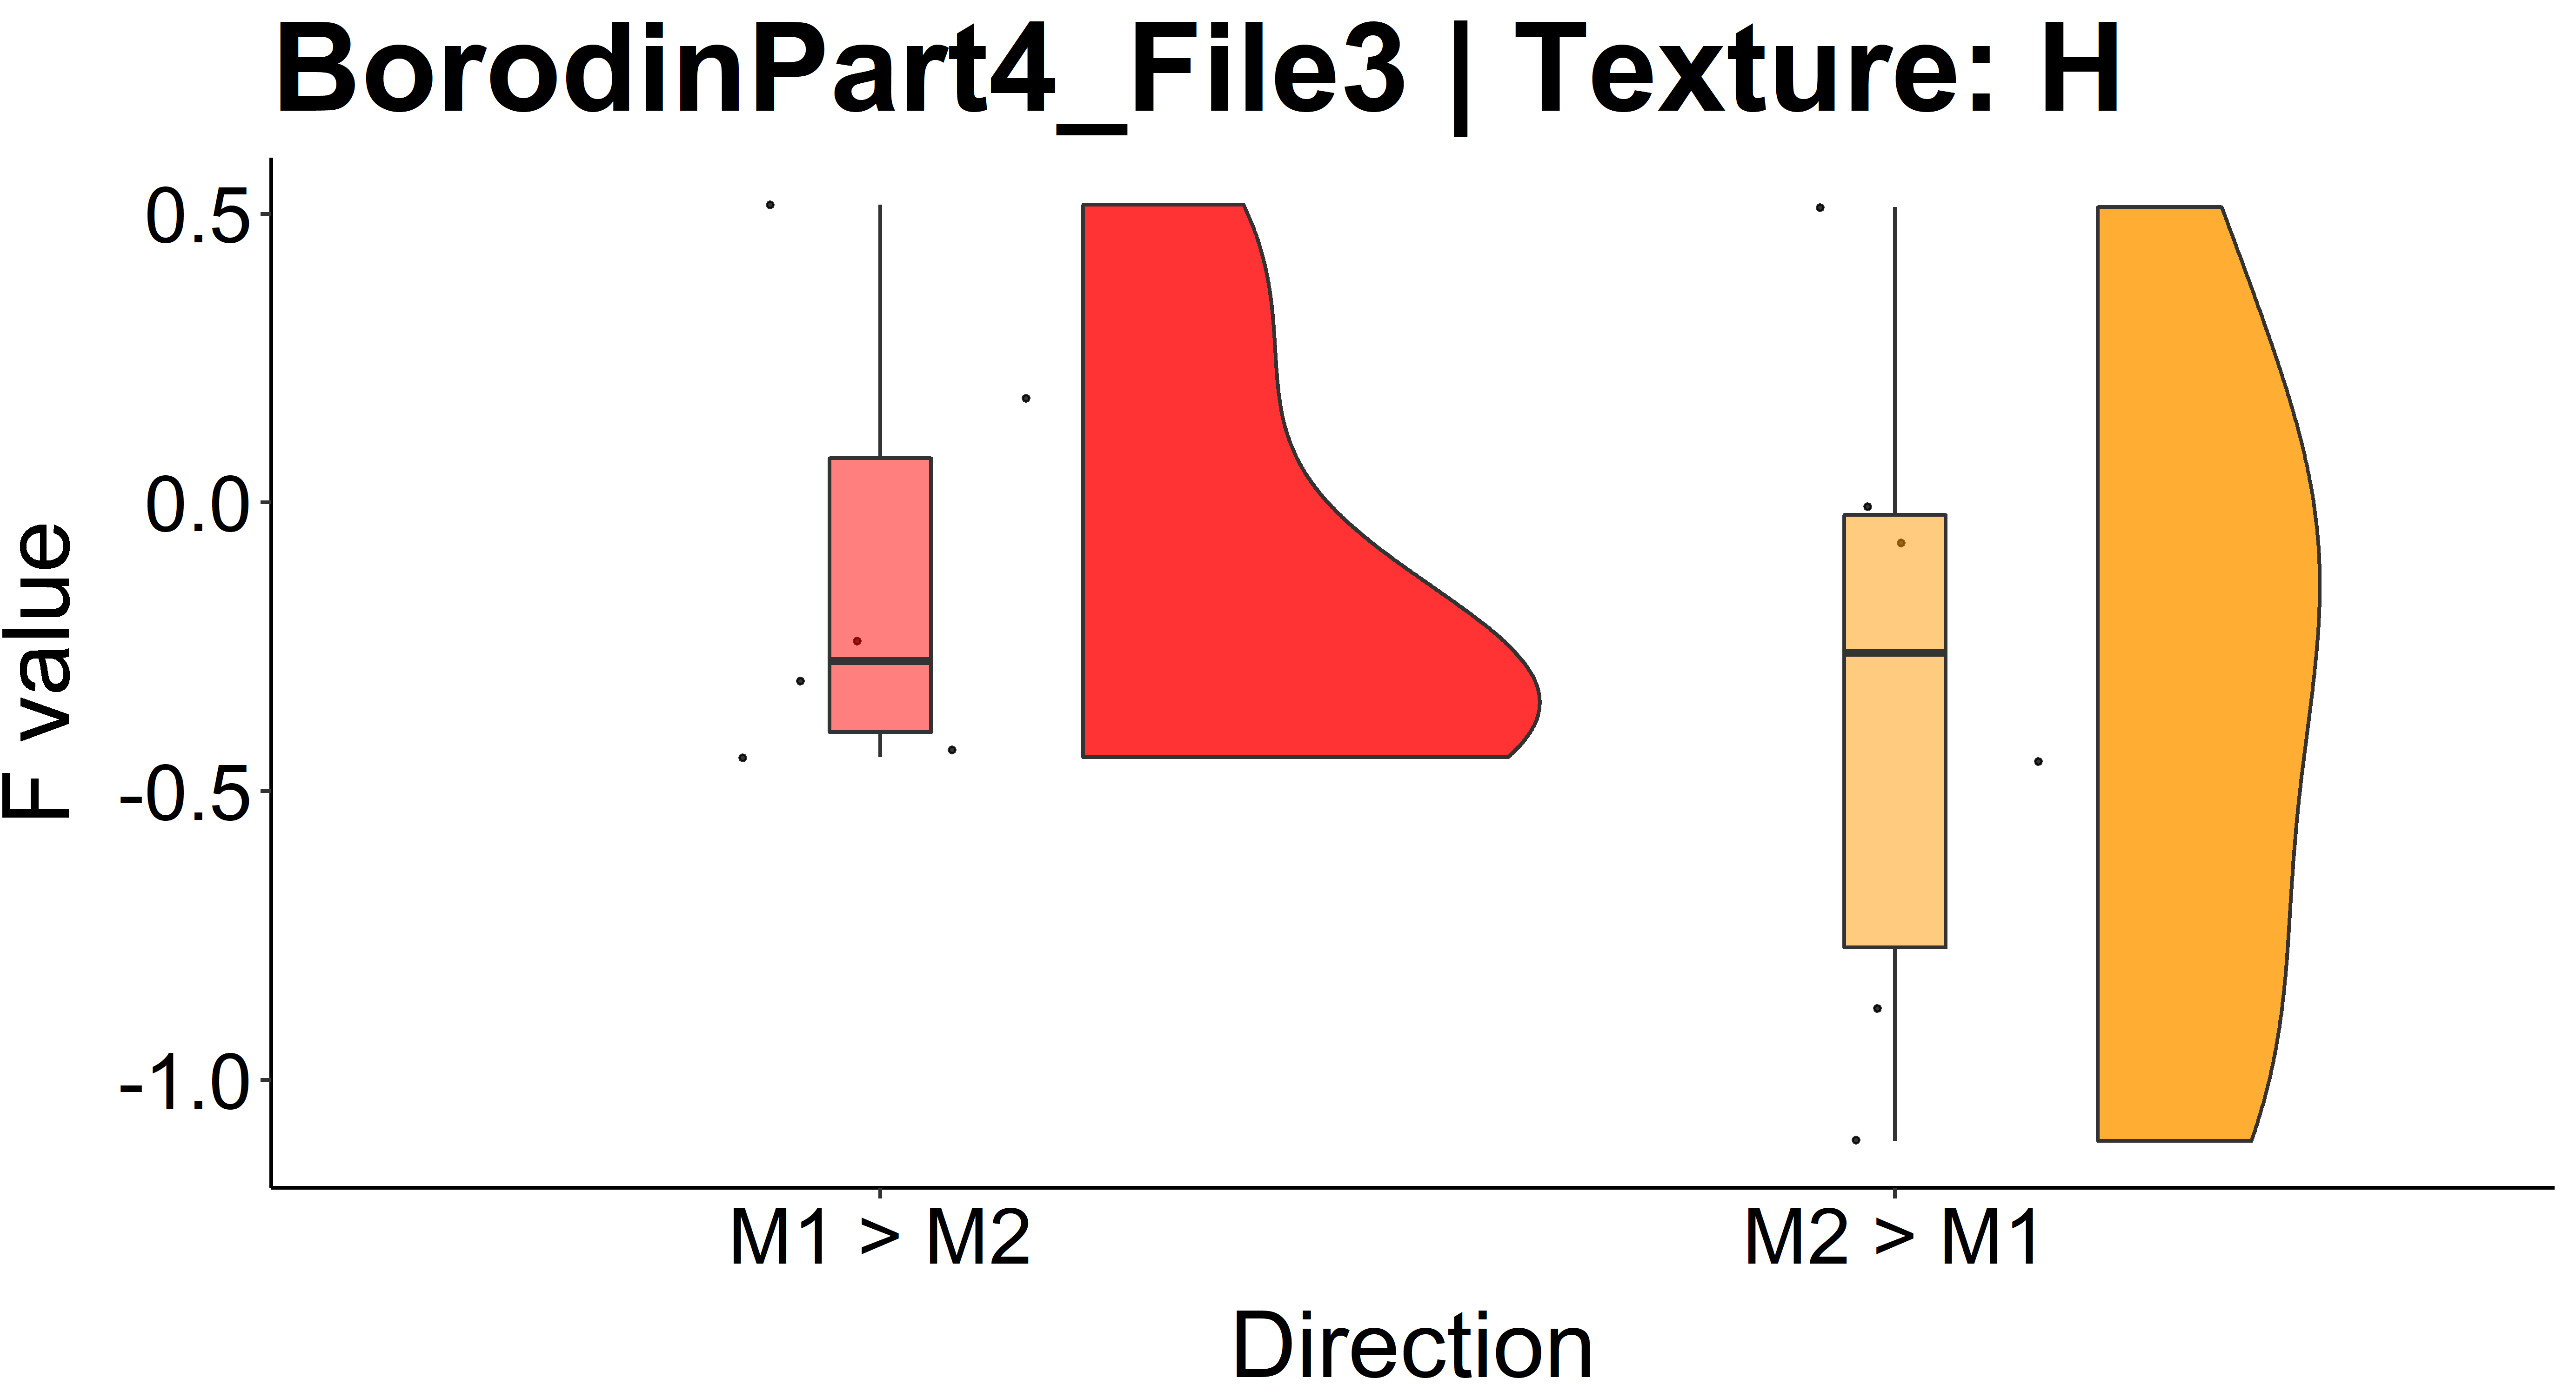 BorodinPart4_File3 | Texture: H
F value
0.5
0.0
-0.5
-1.0
M1 > M2
M2 > M1
Direction